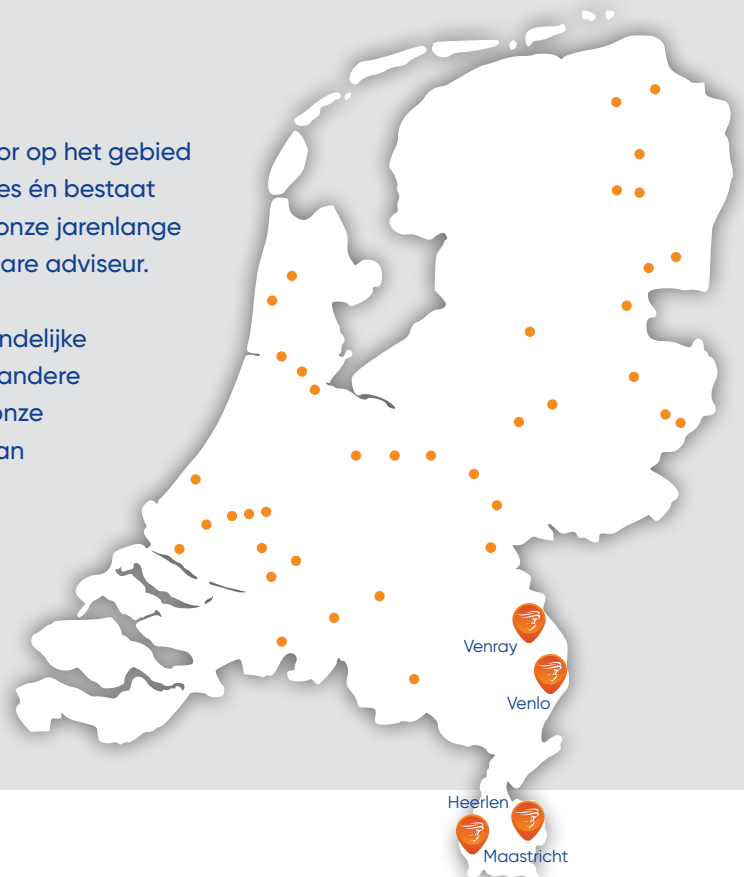 or op het gebied
es én bestaat
onze jarenlange
are adviseur.
ndelijke
andere
onze
an
Venray
Venlo
Heerlen
Maastricht